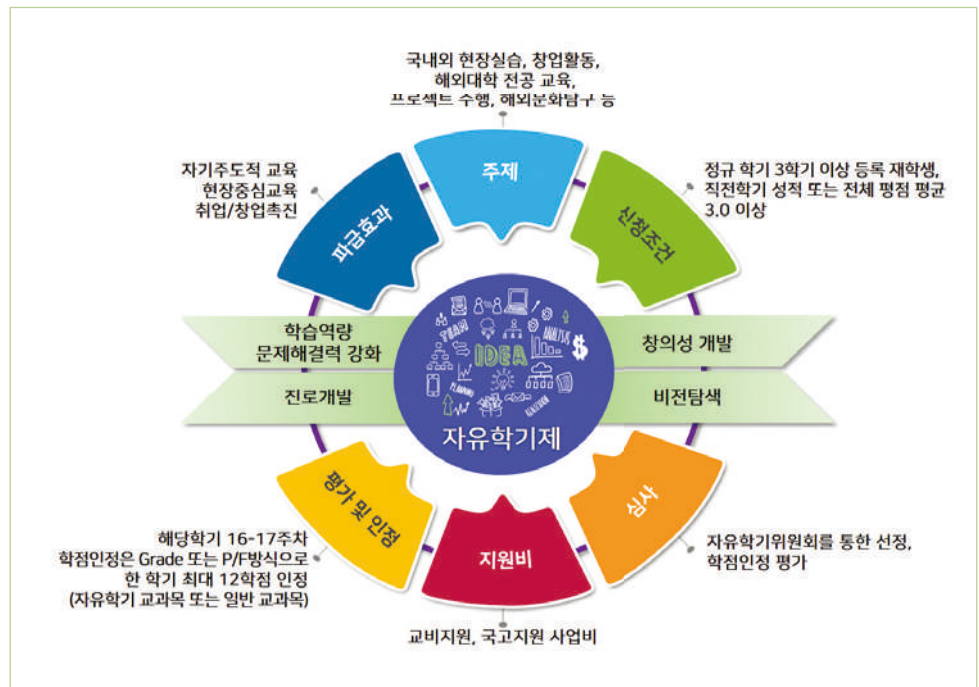 국내외 현장실습, 창업활동,
해외대학 전공 교육,
프로젝트 수행, 해외문화탐구 등
주제
자기주도적 교육
현장중심교육
취업/창업촉진
파급효과
정규 학기 3학기 이상 등록 재학생,
직전학기 성적 또는 전체 평점 평균
3.0 이상
신청조건
학습역량
문제해결력 강화
창의성 개발
진로개발
비전탐색
TEAM
IDEA
ANALYSIS
$
PLANNING
자유학기제
평가 및 인정
해당학기 16-17주차
학점인정은 Grade 또는 P/F방식으로
한 학기 최대 12학점 인정
(자유학기 교과목 또는 일반 교과목)
지원비
교비지원, 국고지원 사업비
심사
자유학기위원회를 통한 선정,
학점인정 평가